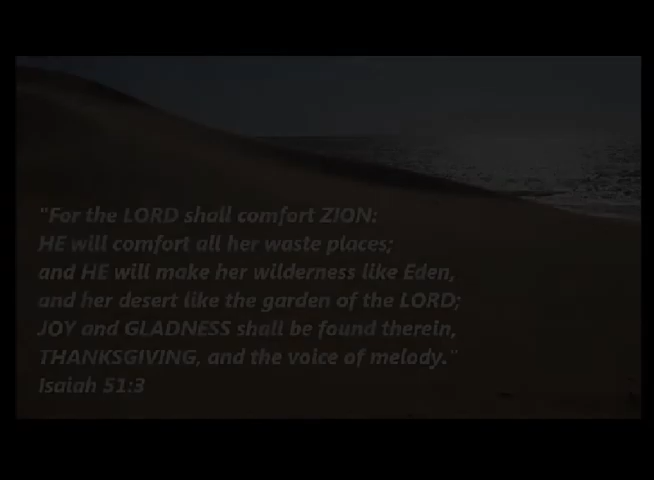 "For the LORD shall comfort ZION:
HE will comfort all her waste places;
and HE will make her wilderness like Eden,
and her desert like the garden of the LORD;
JOY and GLADNESS shall be found therein,
THANKSGIVING, and the voice of melody."
Isaiah 51:3